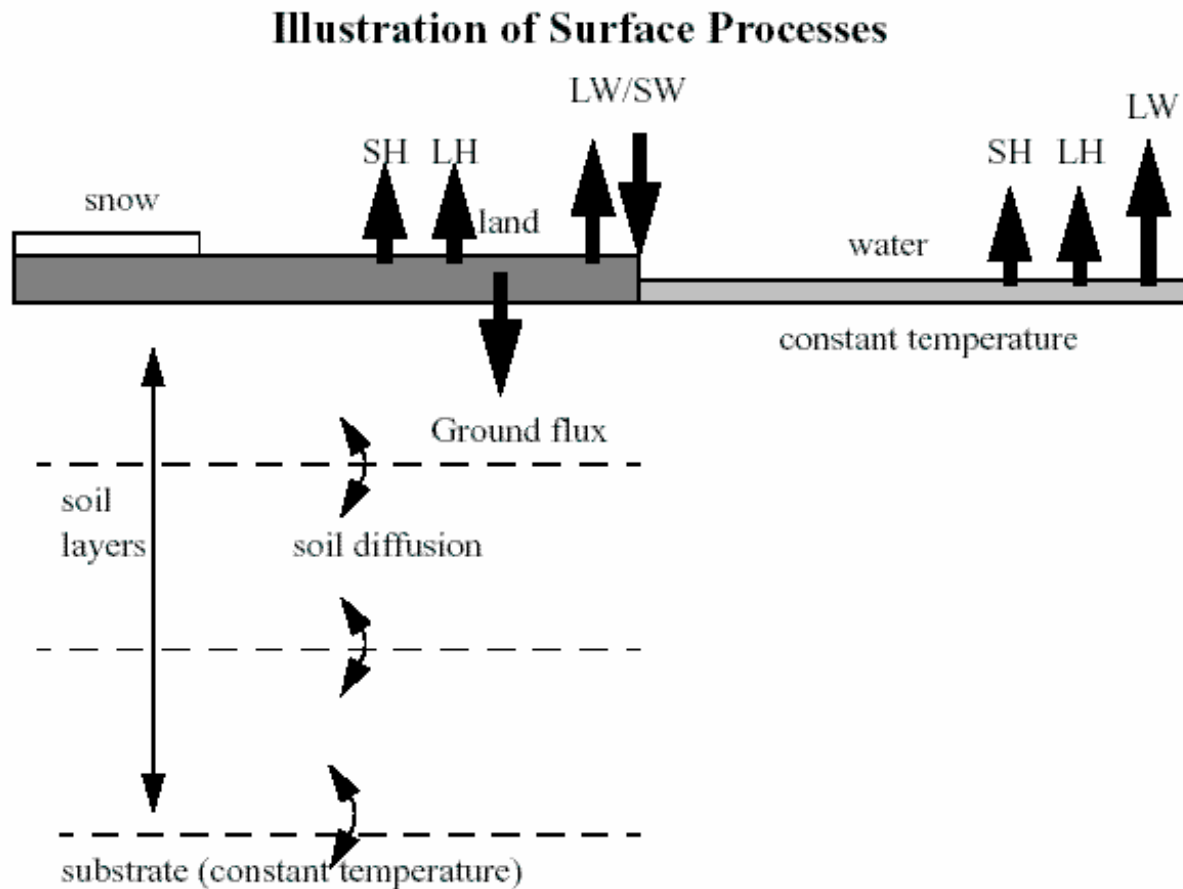 Illustration of Surface Processes
LW/SW
LW
SH LH
SH LH
snow
land
water
constant temperature
Ground flux
soil
layers
soil diffusion
substrate (constant temperature)